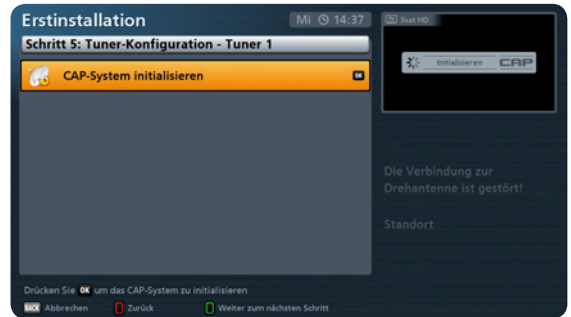 Erstinstallation
Mi 14:37
Schritt 5: Tuner-Konfiguration - Tuner 1
CAP-System initialisieren OK
TV 3sat HD
Initialisieren CAP
Die Verbindung zur
Drehantenne ist gestört!
Standort
Drücken Sie OK um das CAP-System zu initialisieren
BACK Abbrechen Zurück Weiter zum nächsten Schritt